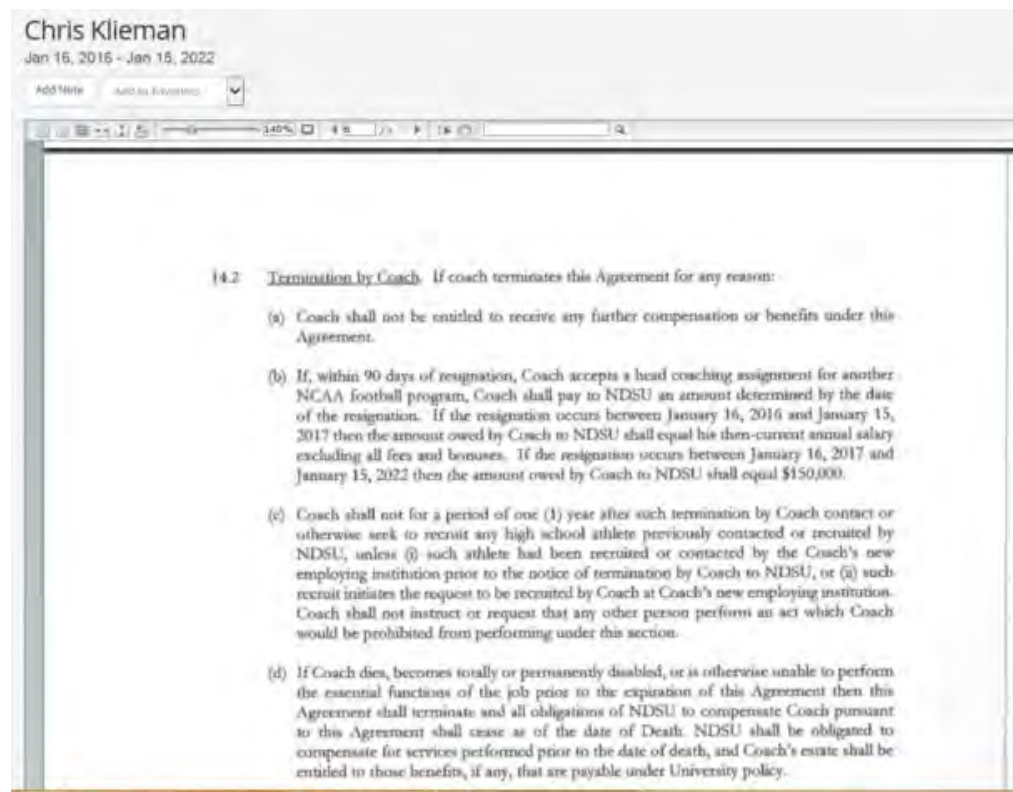 Chris Klieman
Jan 16, 2016 - Jan 15, 2022
Add Note Add to Favorites
140%
14.2 Termination by Coach. If coach terminates this Agreement for any reason:
(a) Coach shall not be entitled to receive any further compensation or benefits under this
Agreement.
(b) If, within 90 days of resignation, Coach accepts a head coaching assignment for another
NCAA football program, Coach shall pay to NDSU an amount determined by the date
of the resignation. If the resignation occurs between January 16, 2016 and January 15,
2017 then the amount owed by Coach to NDSU shall equal his then-current annual salary
excluding all fees and bonuses. If the resignation occurs between January 16, 2017 and
January 15, 2022 then the amount owed by Coach to NDSU shall equal $150,000.
(c) Coach shall not for a period of one (1) year after such termination by Coach contact or
otherwise seek to recruit any high school athlete previously contacted or recruited by
NDSU, unless (i) such athlete had been recruited or contacted by the Coach's new
employing institution prior to the notice of termination by Coach to NDSU, or (ii) such
recruit initiates the request to be recruited by Coach at Coach's new employing institution.
Coach shall not instruct or request that any other person perform an act which Coach
would be prohibited from performing under this section.
(d) If Coach dies, becomes totally or permanently disabled, or is otherwise unable to perform
the essential functions of the job prior to the expiration of this Agreement then this
Agreement shall terminate and all obligations of NDSU to compensate Coach pursuant
to this Agreement shall cease as of the date of Death. NDSU shall be obligated to
compensate for services performed prior to the date of death, and Coach's estate shall be
entitled to those benefits, if any, that are payable under University policy.